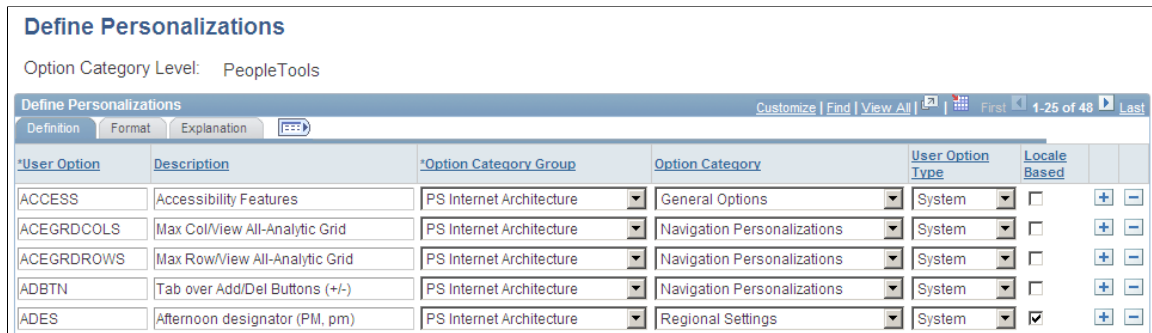 Define Personalizations
Option Category Level: PeopleTools
Define Personalizations Customize | Find | View All | | First 1-25 of 48 Last
Definition Format Explanation
*User Option Description *Option Category Group Option Category User Option Type Locale Based
ACCESS Accessibility Features PS Internet Architecture General Options System
ACEGRDCOLS Max Col/View All-Analytic Grid PS Internet Architecture Navigation Personalizations System
ACEGRDROWS Max Row/View All-Analytic Grid PS Internet Architecture Navigation Personalizations System
ADBTN Tab over Add/Del Buttons (+/-) PS Internet Architecture Navigation Personalizations System
ADES Afternoon designator (PM, pm) PS Internet Architecture Regional Settings System